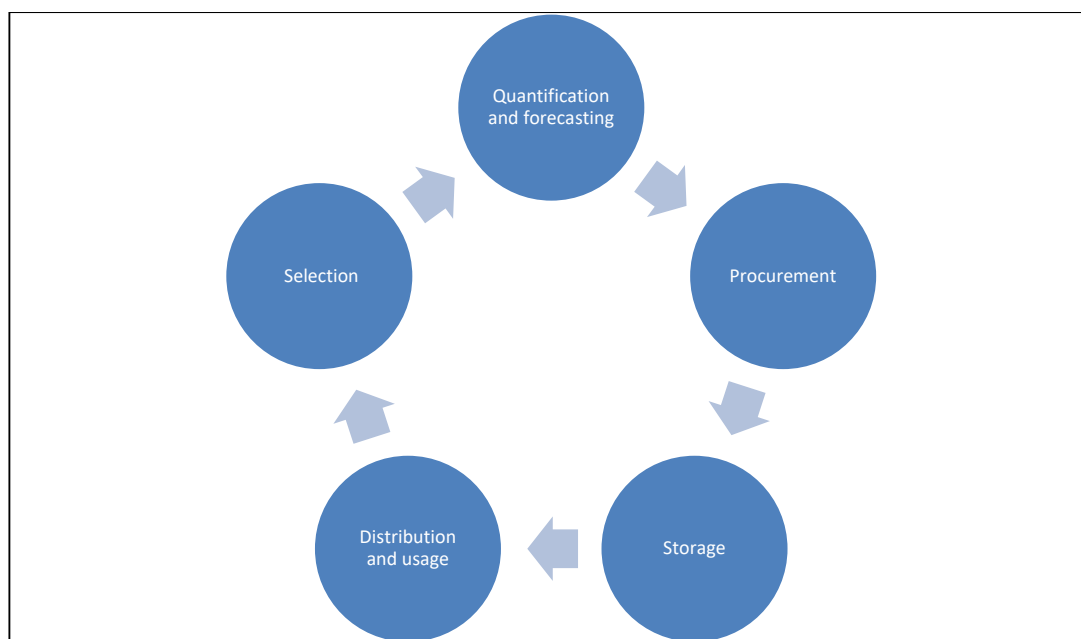 Quantification
and forecasting
Procurement
Storage
Distribution
and usage
Selection